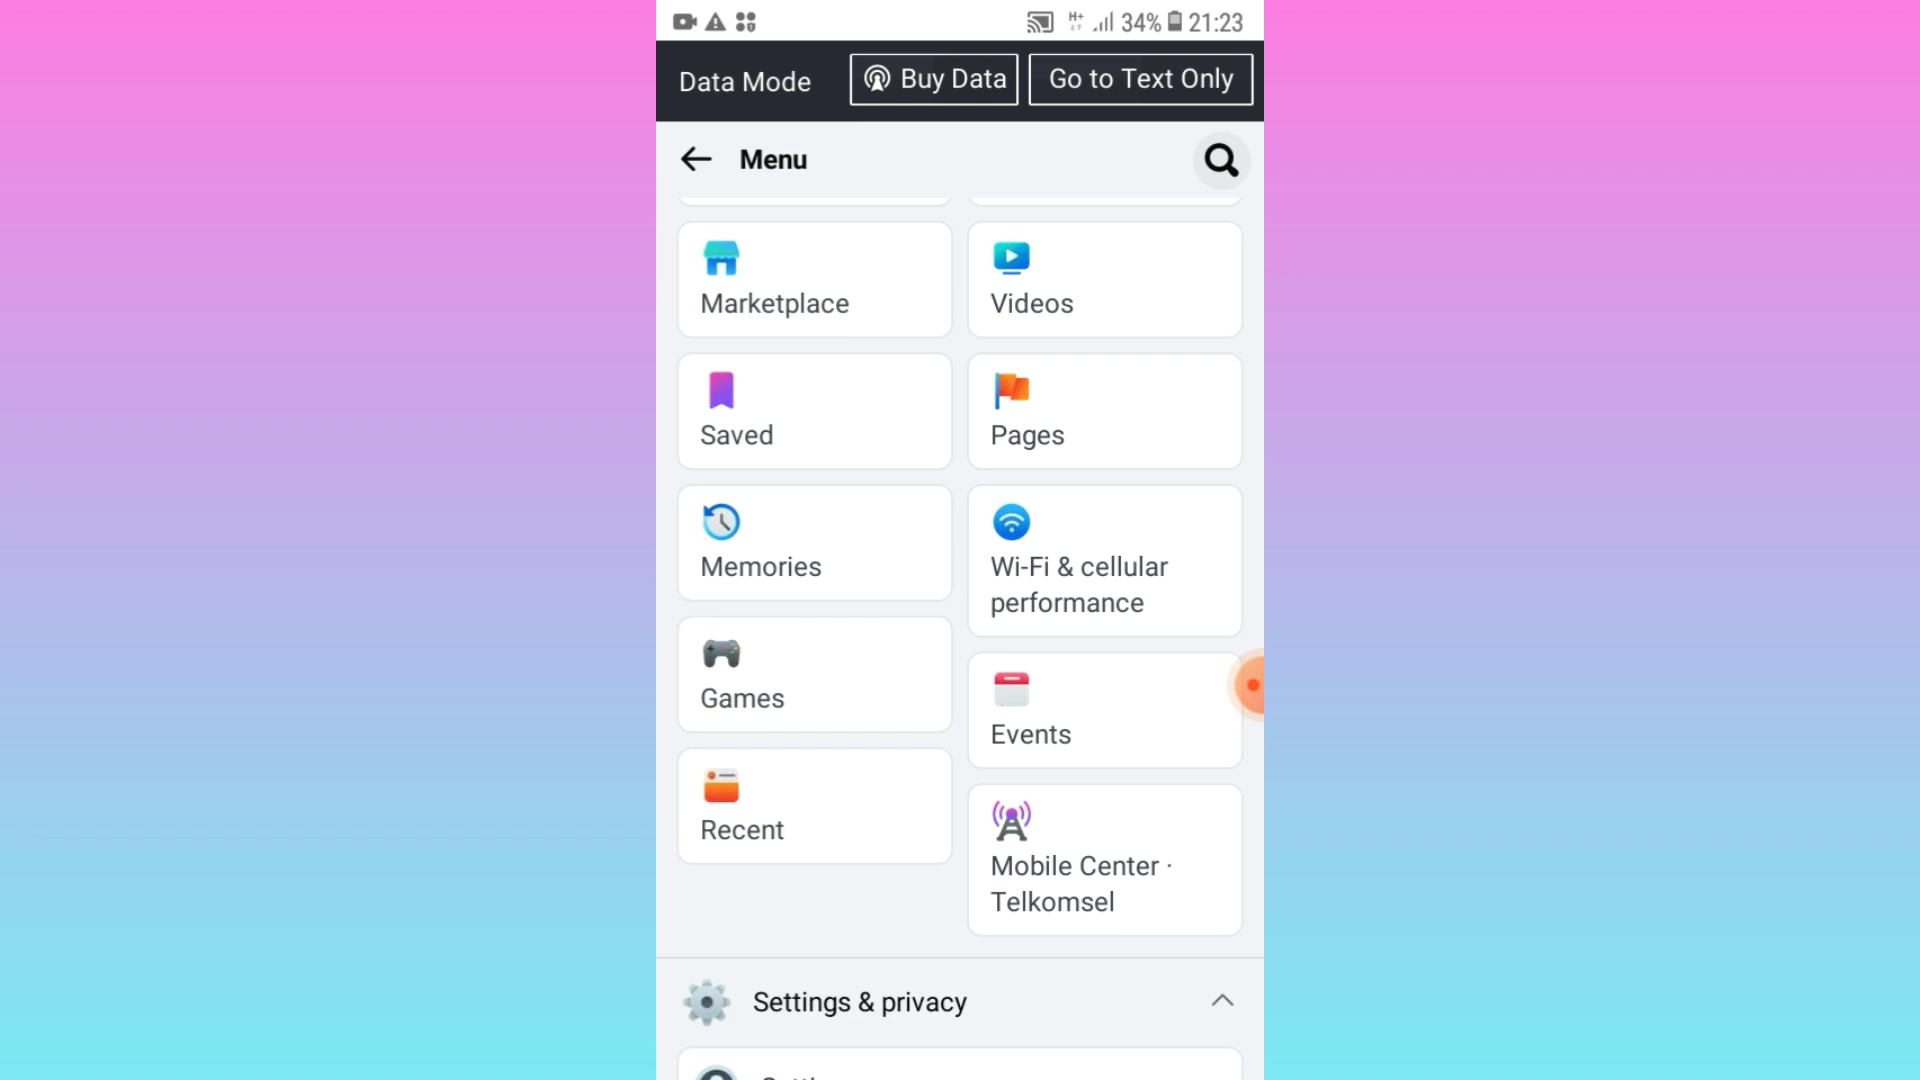 H+ 34% 21:23
Data Mode Buy Data Go to Text Only
Menu
Marketplace
Videos
Saved
Pages
Memories
Wi-Fi & cellular
performance
Games
Events
Recent
Mobile Center ·
Telkomsel
Settings & privacy